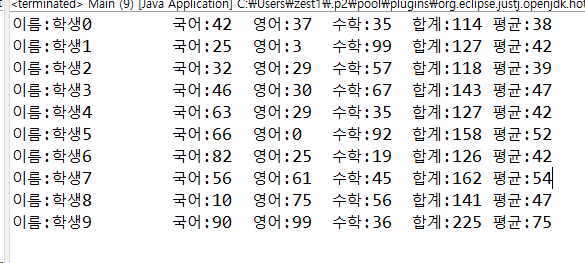 <terminated> Main (9) [Java Application] C:₩Users₩zest1₩.p2₩pool₩plugins₩org.eclipse.justj.openjdk.hot
이름:학생0 국어:42 영어:37 수학:35 합계:114 평균:38
이름:학생1 국어:25 영어:3 수학:99 합계:127 평균:42
이름:학생2 국어:32 영어:29 수학:57 합계:118 평균:39
이름:학생3 국어:46 영어:30 수학:67 합계:143 평균:47
이름:학생4 국어:63 영어:29 수학:35 합계:127 평균:42
이름:학생5 국어:66 영어:0 수학:92 합계:158 평균:52
이름:학생6 국어:82 영어:25 수학:19 합계:126 평균:42
이름:학생7 국어:56 영어:61 수학:45 합계:162 평균:54
이름:학생8 국어:10 영어:75 수학:56 합계:141 평균:47
이름:학생9 국어:90 영어:99 수학:36 합계:225 평균:75